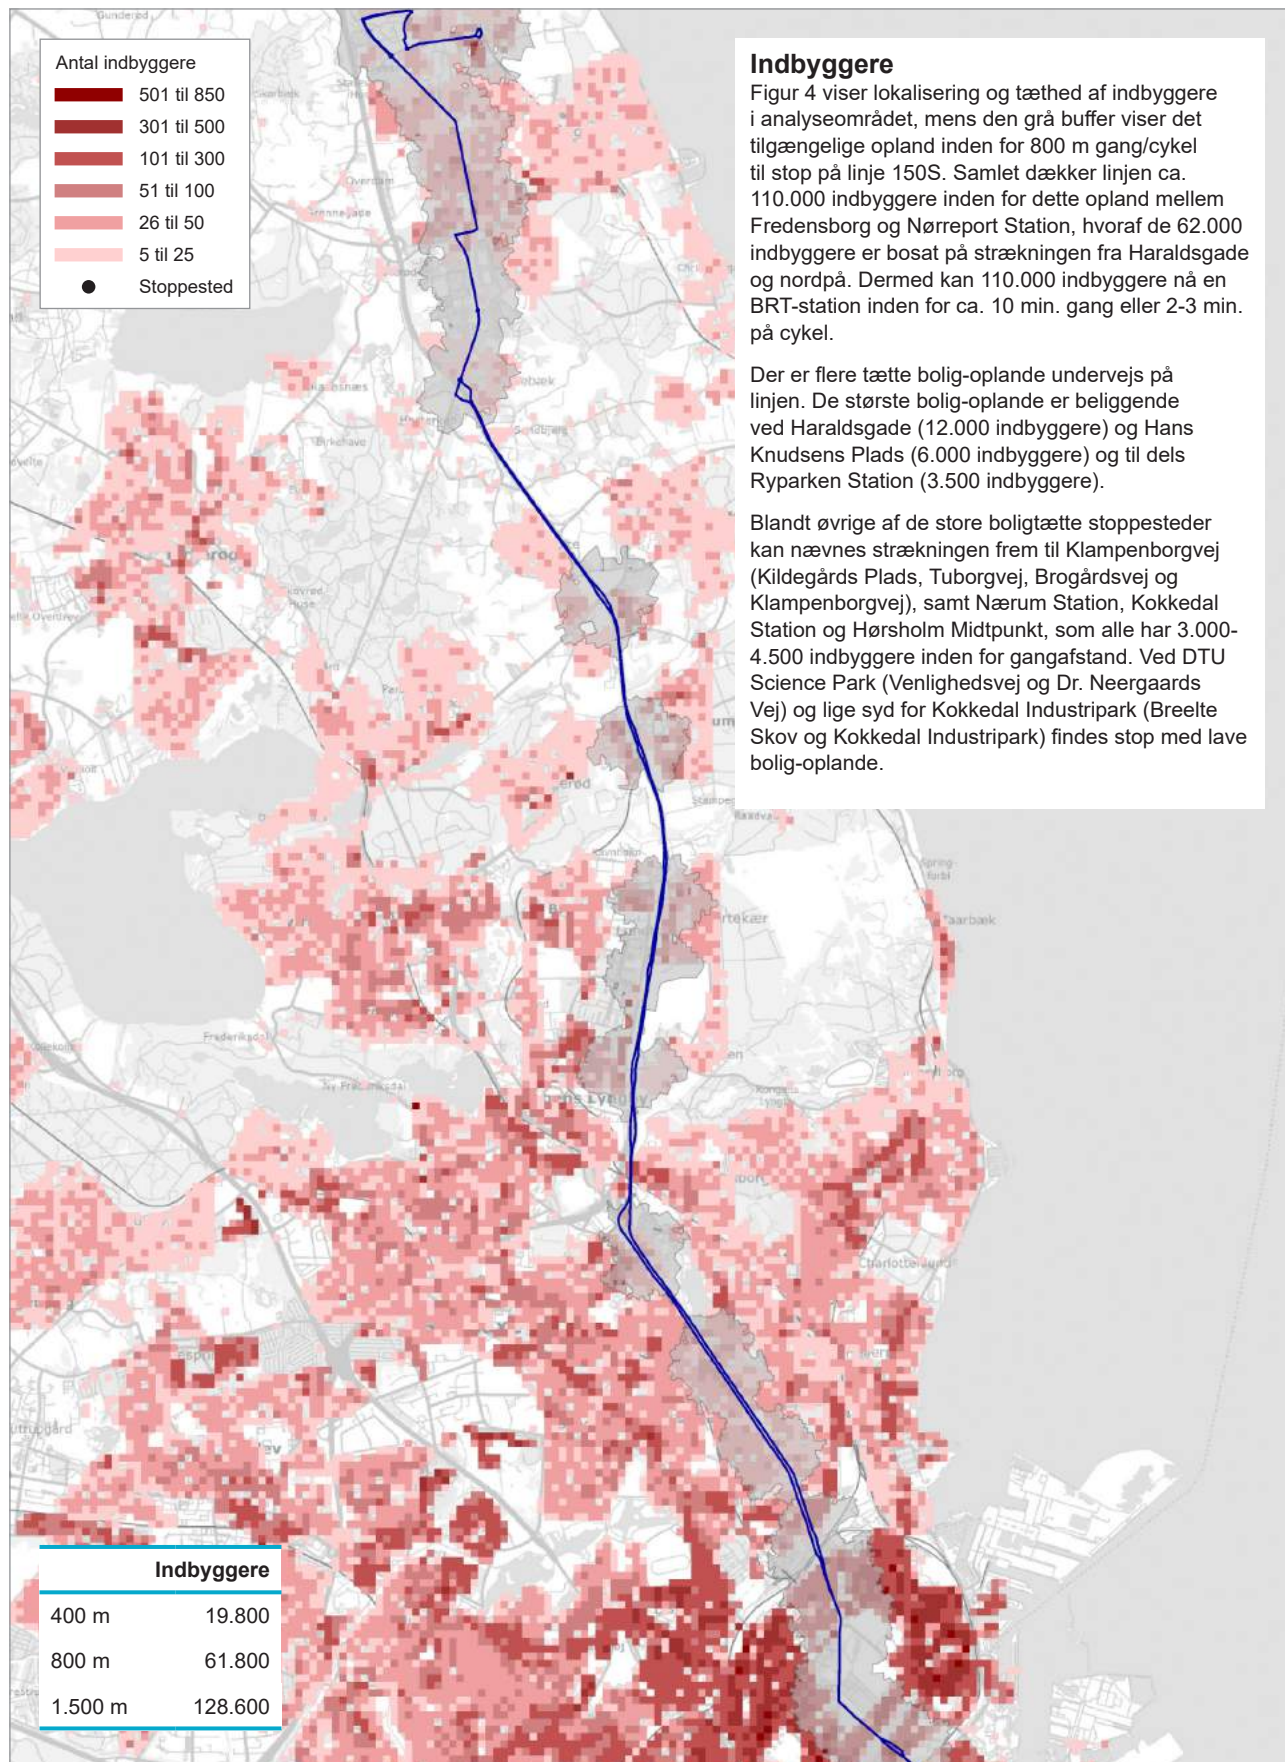 Gunderød
Antal indbyggere
501 til 850
301 til 500
101 til 300
51 til 100
26 til 50
5 til 25
Stoppested
Indbyggere
Figur 4 viser lokalisering og tæthed af indbyggere
i analyseområdet, mens den grå buffer viser det
tilgængelige opland inden for 800 m gang/cykel
til stop på linje 150S. Samlet dækker linjen ca.
110.000 indbyggere inden for dette opland mellem
Fredensborg og Nørreport Station, hvoraf de 62.000
indbyggere er bosat på strækningen fra Haraldsgade
og nordpå. Dermed kan 110.000 indbyggere nå en
BRT-station inden for ca. 10 min. gang eller 2-3 min.
på cykel.
Der er flere tætte bolig-oplande undervejs på
linjen. De største bolig-oplande er beliggende
ved Haraldsgade (12.000 indbyggere) og Hans
Knudsens Plads (6.000 indbyggere) og til dels
Ryparken Station (3.500 indbyggere).
Blandt øvrige af de store boligtætte stoppesteder
kan nævnes strækningen frem til Klampenborgvej
(Kildegårds Plads, Tuborgvej, Brogårdsvej og
Klampenborgvej), samt Nærum Station, Kokkedal
Station og Hørsholm Midtpunkt, som alle har 3.000-
4.500 indbyggere inden for gangafstand. Ved DTU
Science Park (Venlighedsvej og Dr. Neergaards
Vej) og lige syd for Kokkedal Industripark (Breelte
Skov og Kokkedal Industripark) findes stop med lave
bolig-oplande.
Overdam
Birkehave
Spring-
forbi
Frederiksdal
Indbyggere
400 m 19.800
800 m 61.800
1.500 m 128.600